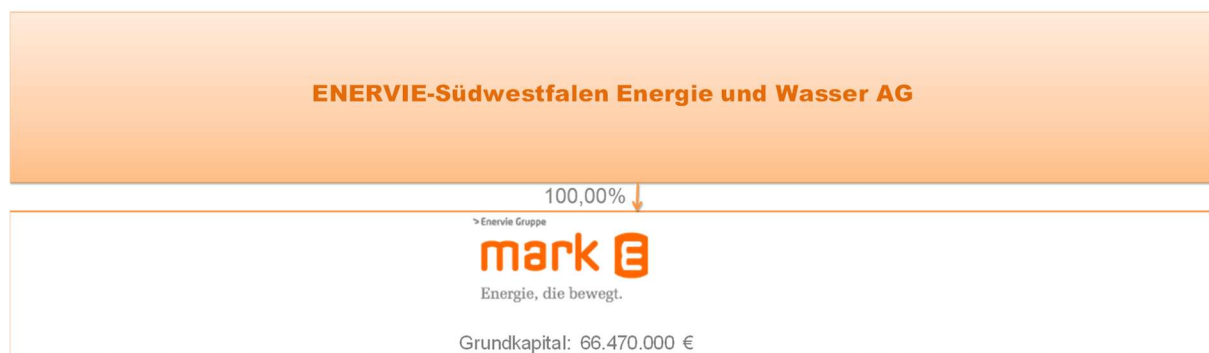 ENERVIE-Südwestfalen Energie und Wasser AG
100,00%
> Enervie Gruppe
mark E
Energie, die bewegt.
Grundkapital: 66.470.000 €